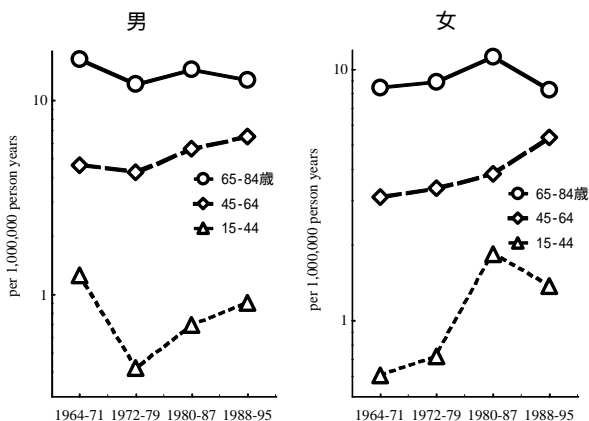 男
10
1
per 1,000,000 person years
65-84歳
45-64
15-44
1964-71 1972-79 1980-87 1988-95
女
10
1
per 1,000,000 person years
65-84歳
45-64
15-44
1964-71 1972-79 1980-87 1988-95